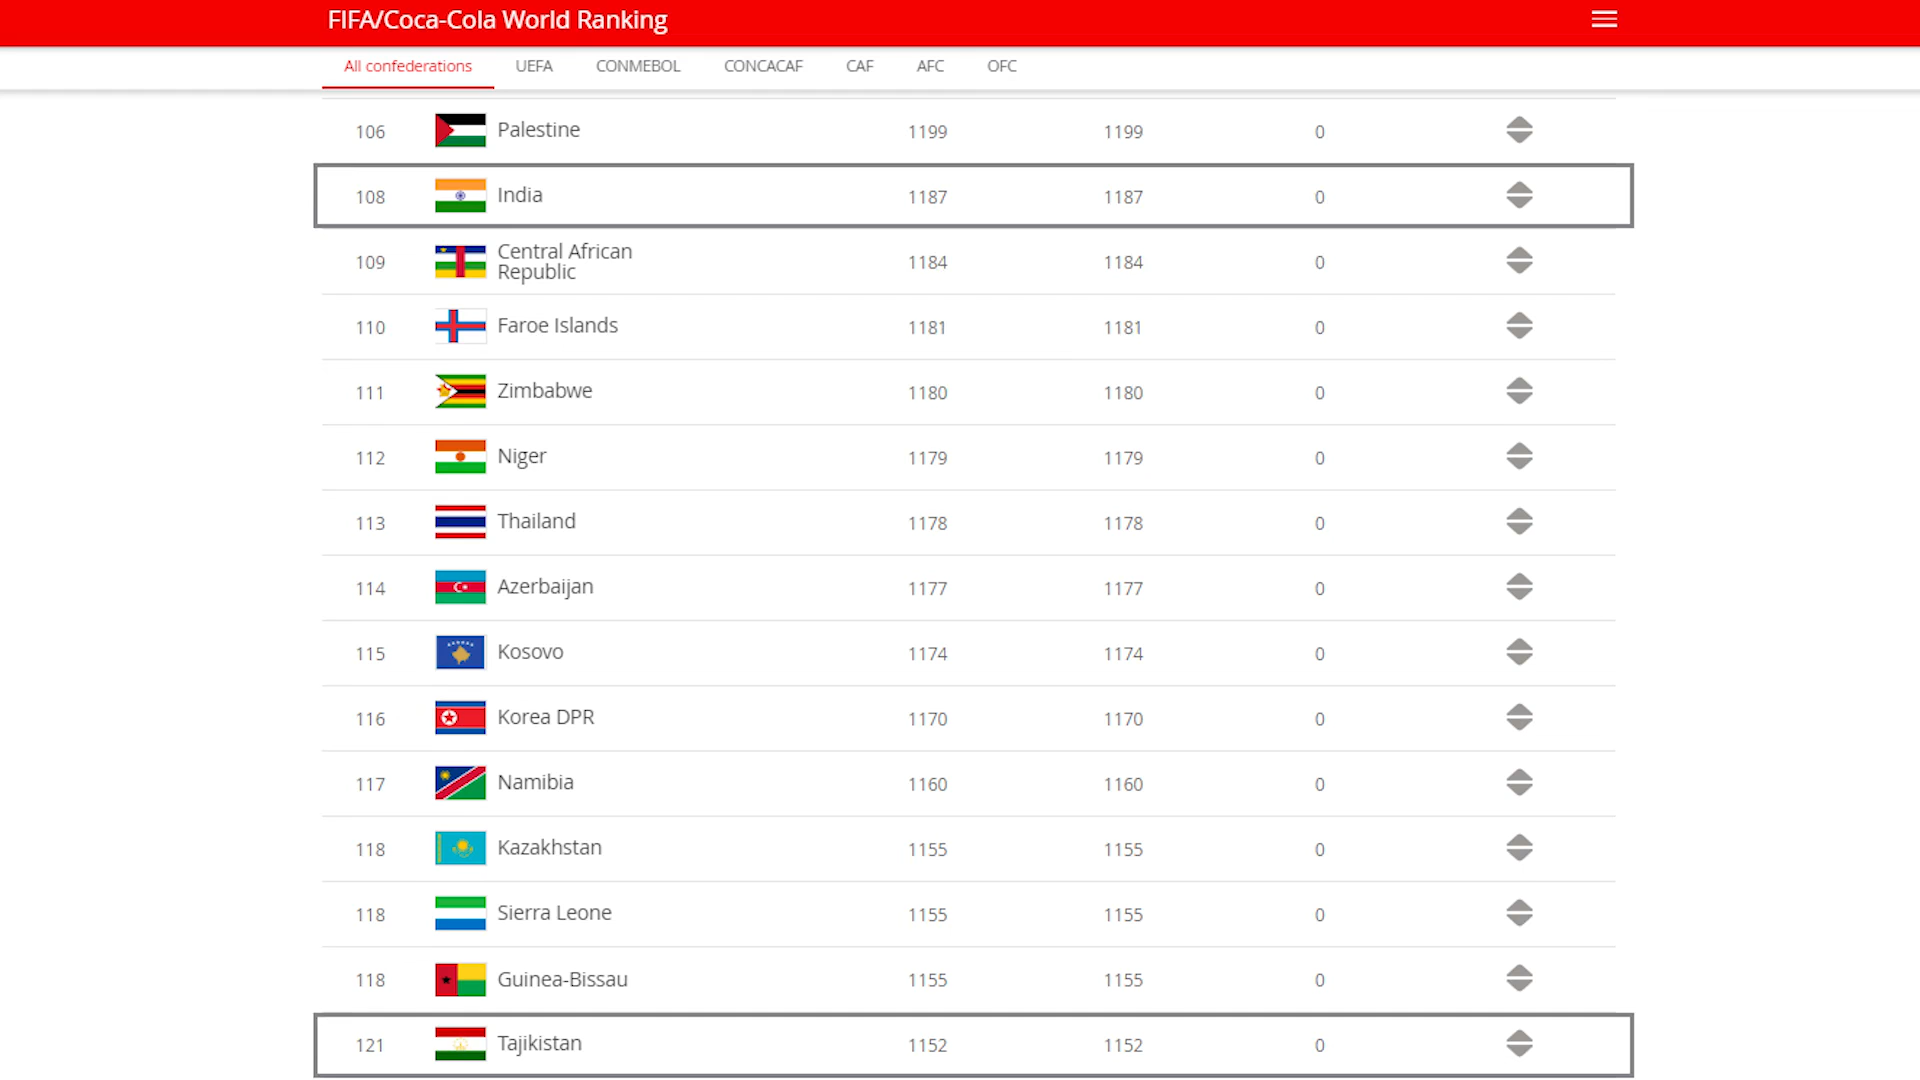 FIFA/Coca-Cola World Ranking
All confederations UEFA CONMEBOL CONCACAF CAF AFC OFC
106 Palestine 1199 1199 0
108 India 1187 1187 0
109 Central African Republic 1184 1184 0
110 Faroe Islands 1181 1181 0
111 Zimbabwe 1180 1180 0
112 Niger 1179 1179 0
113 Thailand 1178 1178 0
114 Azerbaijan 1177 1177 0
115 Kosovo 1174 1174 0
116 Korea DPR 1170 1170 0
117 Namibia 1160 1160 0
118 Kazakhstan 1155 1155 0
118 Sierra Leone 1155 1155 0
118 Guinea-Bissau 1155 1155 0
121 Tajikistan 1152 1152 0